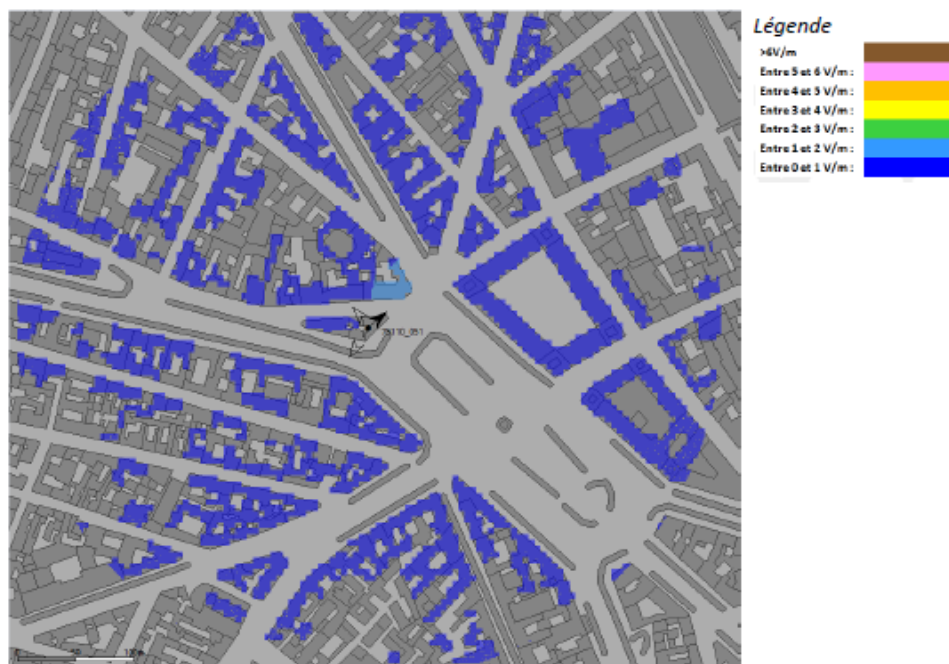 Légende
>6V/m
Entre 5 et 6 V/m :
Entre 4 et 5 V/m :
Entre 3 et 4 V/m :
Entre 2 et 3 V/m :
Entre 1 et 2 V/m :
Entre 0 et 1 V/m :